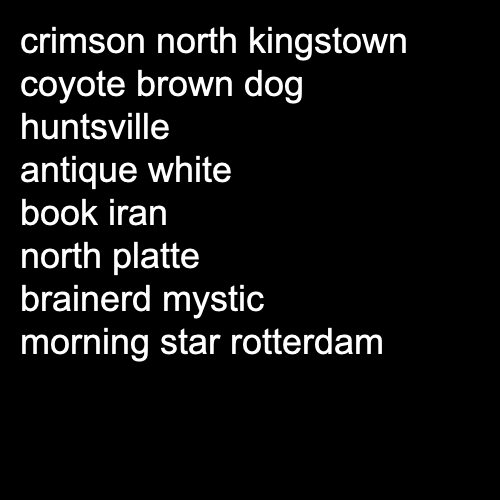 crimson north kingstown
coyote brown dog
huntsville
antique white
book iran
north platte
brainerd mystic
morning star rotterdam